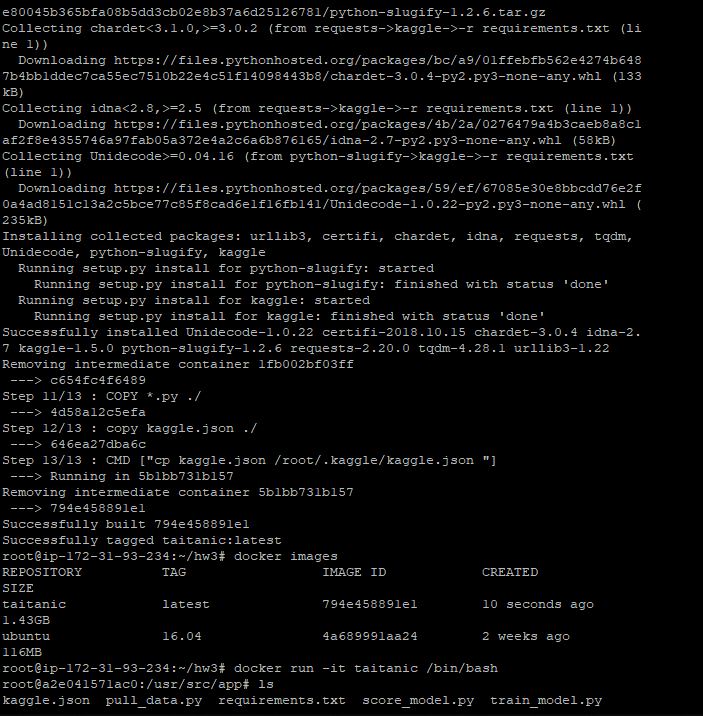 e80045b365bfa08b5dd3cb02e8b37a6d25126781/python-slugify-1.2.6.tar.gz
Collecting chardet<3.1.0,>=3.0.2 (from requests->kaggle->-r requirements.txt (li
ne 1))
Downloading https://files.pythonhosted.org/packages/bc/a9/01ffebfb562e4274b648
7b4bb1ddec7ca55ec7510b22e4c51f14098443b8/chardet-3.0.4-py2.py3-none-any.whl (133
kB)
Collecting idna<2.8,>=2.5 (from requests->kaggle->-r requirements.txt (line 1))
Downloading https://files.pythonhosted.org/packages/4b/2a/0276479a4b3caeb8a8c1
af2f8e4355746a97fab05a372e4a2c6a6b876165/idna-2.7-py2.py3-none-any.whl (58kB)
Collecting Unidecode>=0.04.16 (from python-slugify->kaggle->-r requirements.txt
(line 1))
Downloading https://files.pythonhosted.org/packages/59/ef/67085e30e8bbcdd76e2f
0a4ad8151c13a2c5bce77c85f8cad6e1f16fb141/Unidecode-1.0.22-py2.py3-none-any.whl (
235kB)
Installing collected packages: urllib3, certifi, chardet, idna, requests, tqdm,
Unidecode, python-slugify, kaggle
Running setup.py install for python-slugify: started
Running setup.py install for python-slugify: finished with status 'done'
Running setup.py install for kaggle: started
Running setup.py install for kaggle: finished with status 'done'
Successfully installed Unidecode-1.0.22 certifi-2018.10.15 chardet-3.0.4 idna-2.
7 kaggle-1.5.0 python-slugify-1.2.6 requests-2.20.0 tqdm-4.28.1 urllib3-1.22
Removing intermediate container 1fb002bf03ff
---> c654fc4f6489
Step 11/13 : COPY *.py ./
---> 4d58a12c5efa
Step 12/13 : copy kaggle.json ./
---> 646ea27dba6c
Step 13/13 : CMD ["cp kaggle.json /root/.kaggle/kaggle.json "]
---> Running in 5b1bb731b157
Removing intermediate container 5b1bb731b157
---> 794e458891e1
Successfully built 794e458891e1
Successfully tagged taitanic:latest
root@ip-172-31-93-234:~/hw3# docker images
REPOSITORY TAG IMAGE ID CREATED
SIZE
taitanic latest 794e458891e1 10 seconds ago
1.43GB
ubuntu 16.04 4a689991aa24 2 weeks ago
116MB
root@ip-172-31-93-234:~/hw3# docker run -it taitanic /bin/bash
root@a2e041571ac0:/usr/src/app# ls
kaggle.json pull_data.py requirements.txt score_model.py train_model.py